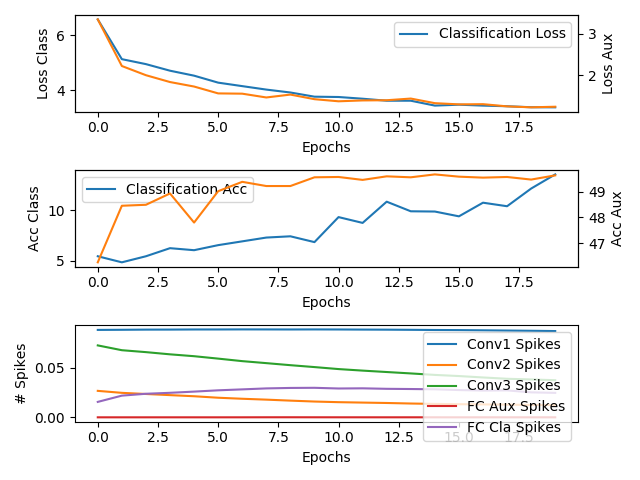 Loss Class
6
4
Classification Loss
3
2
Loss Aux
0.0 2.5 5.0 7.5 10.0 12.5 15.0 17.5
Epochs
Acc Class
10
5
Classification Acc
49
48
47
Acc Aux
0.0 2.5 5.0 7.5 10.0 12.5 15.0 17.5
Epochs
# Spikes
0.05
0.00
Conv1 Spikes
Conv2 Spikes
Conv3 Spikes
FC Aux Spikes
FC Cla Spikes
0.0 2.5 5.0 7.5 10.0 12.5 15.0 17.5
Epochs